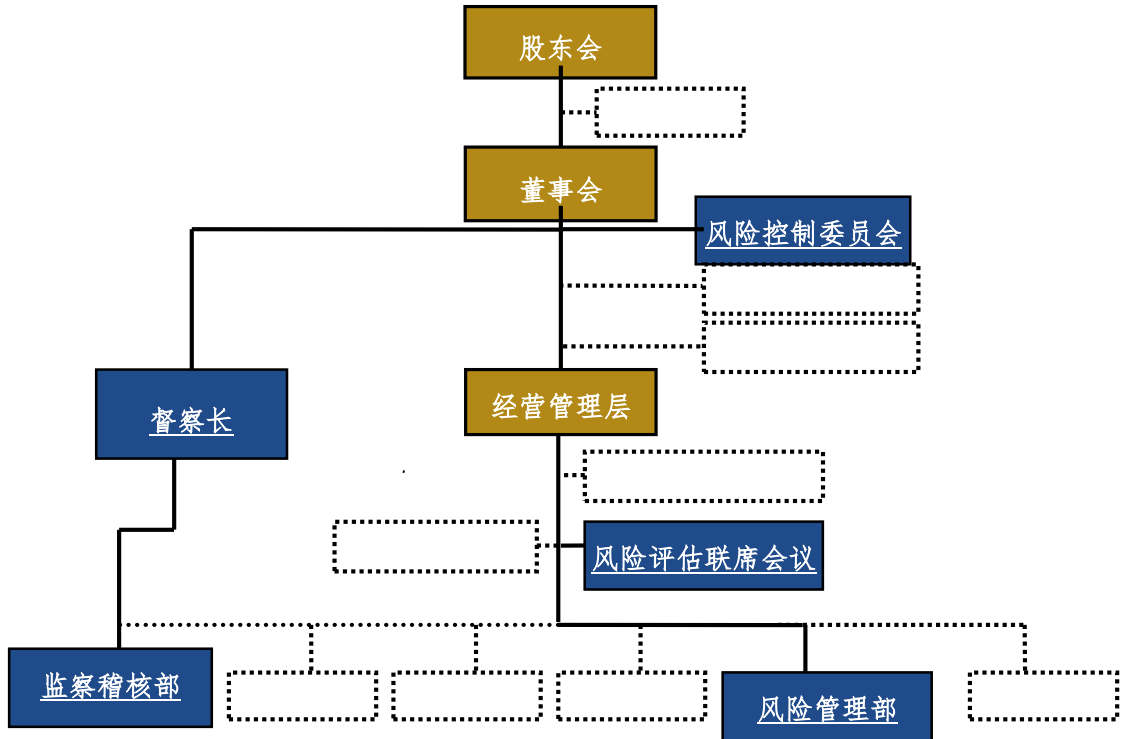 股东会
董事会
风险控制委员会
督察长
经营管理层
风险评估联席会议
监察稽核部
风险管理部